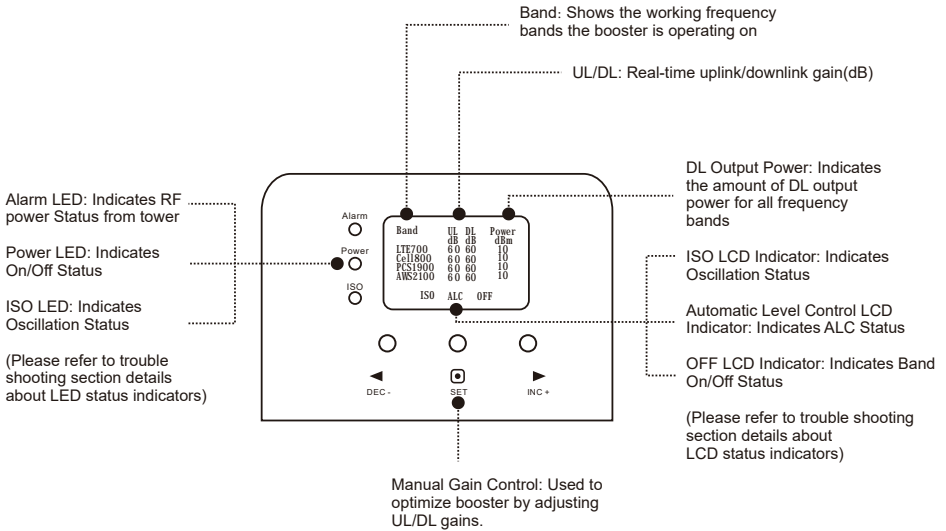 Band: Shows the working frequency
bands the booster is operating on
UL/DL: Real-time uplink/downlink gain(dB)
DL Output Power: Indicates
the amount of DL output
power for all frequency
bands
Alarm LED: Indicates RF
power Status from tower
Power LED: Indicates
On/Off Status
ISO LED: Indicates
Oscillation Status
(Please refer to trouble
shooting section details
about LED status indicators)
Alarm
Power
ISO
Band UL DL Power
dB dB dBm
LTE700 60 60 10
Cell800 60 60 10
PCS1900 60 60 10
AWS2100 60 60 10
ISO ALC OFF
DEC - SET INC +
ISO LCD Indicator: Indicates
Oscillation Status
Automatic Level Control LCD
Indicator: Indicates ALC Status
OFF LCD Indicator: Indicates Band
On/Off Status
(Please refer to trouble shooting
section details about
LCD status indicators)
Manual Gain Control: Used to
optimize booster by adjusting
UL/DL gains.